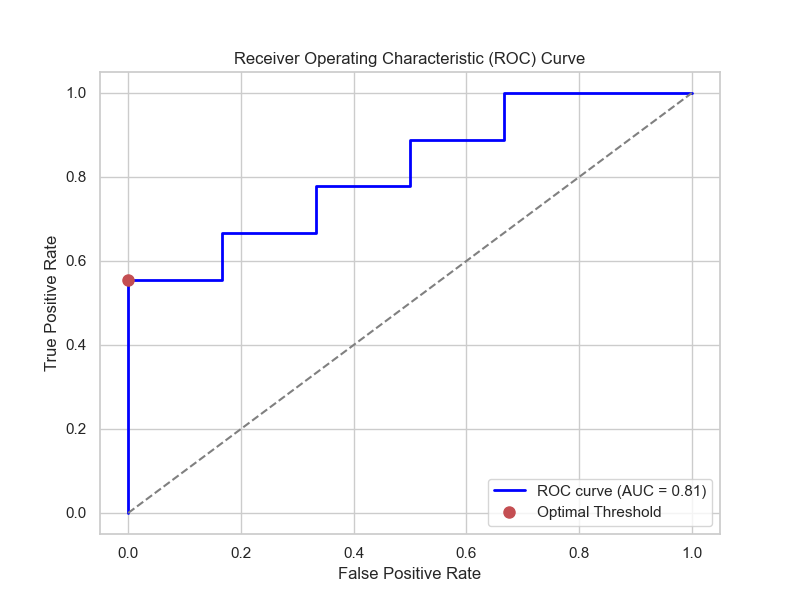 Receiver Operating Characteristic (ROC) Curve
True Positive Rate
1.0
0.8
0.6
0.4
0.2
0.0
0.0 0.2 0.4 0.6 0.8 1.0
False Positive Rate
ROC curve (AUC = 0.81)
Optimal Threshold